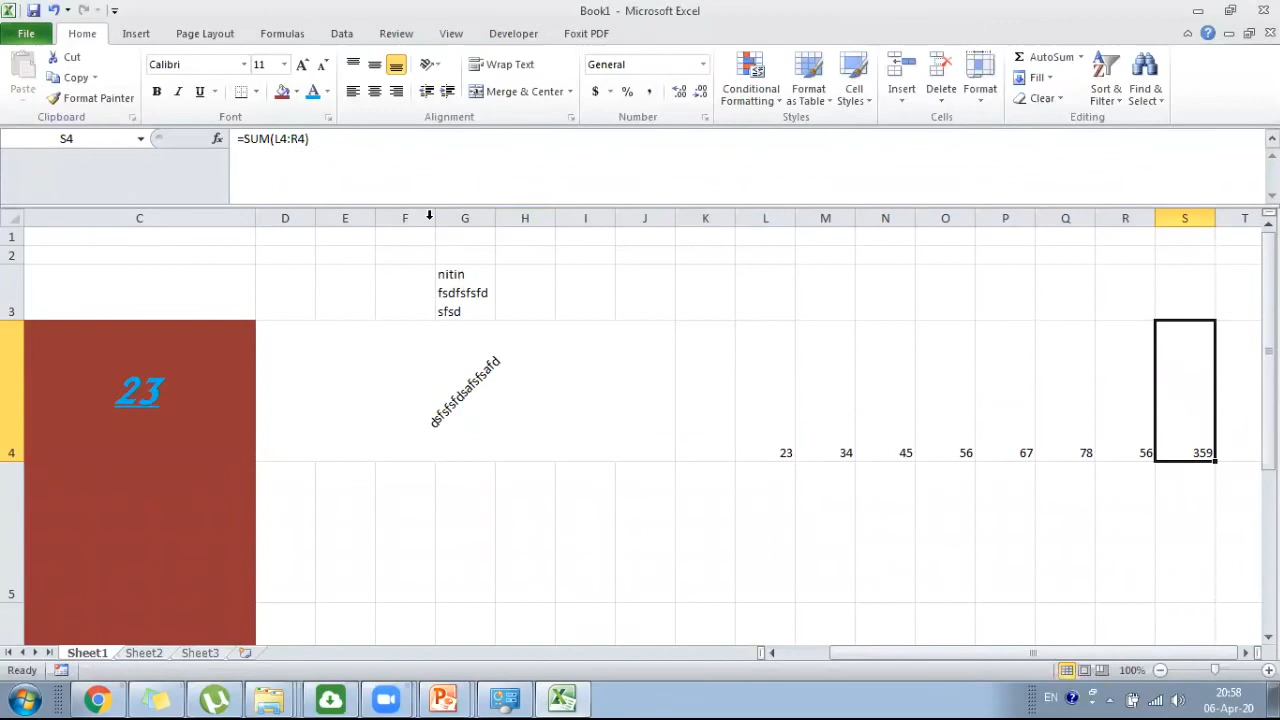 Book1 - Microsoft Excel
File Home Insert Page Layout Formulas Data Review View Developer Foxit PDF
Cut
Copy
Format Painter
Paste
Clipboard
Calibri 11
B I U
Font
Wrap Text
Merge & Center
Alignment
General
$ % ,
Number
Conditional Formatting
Format as Table
Cell Styles
Styles
Insert Delete Format
Cells
AutoSum
Fill
Clear
Sort & Filter
Find & Select
Editing
S4 fx =SUM(L4:R4)
C D E F G H I J K L M N O P Q R S T
1
2
nitin
fsdfsfsfd
3 sfsd
23
dsfsfsfdsafsfsafd
4 23 34 45 56 67 78 56 359
5
Sheet1 Sheet2 Sheet3
Ready 100%
EN 20:58
06-Apr-20